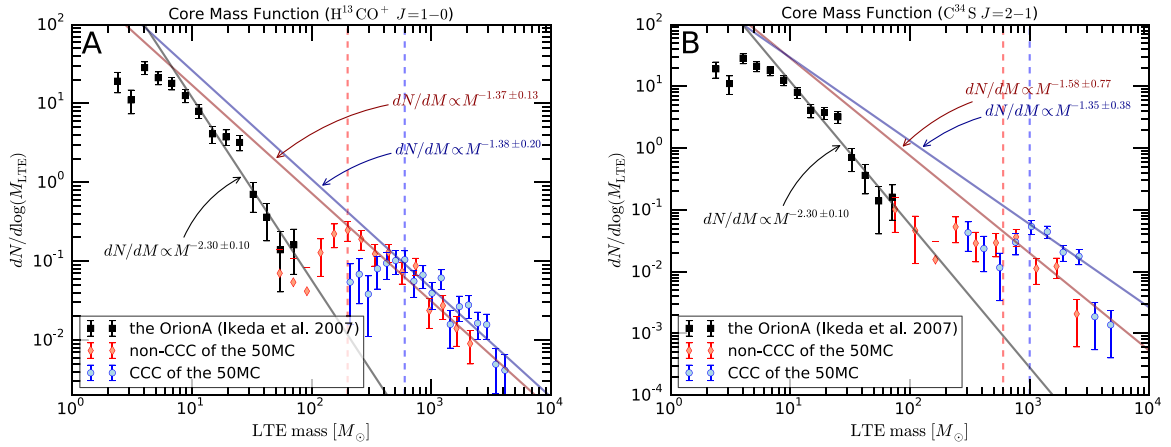 Core Mass Function (H¹³CO⁺ J=1−0)
A
dN/dlog(M_LTE)
10²
10¹
10⁰
10⁻¹
10⁻²
dN/dM∝M^−1.37±0.13
dN/dM∝M^−1.38±0.20
dN/dM∝M^−2.30±0.10
the OrionA (Ikeda et al. 2007)
non-CCC of the 50MC
CCC of the 50MC
10⁰ 10¹ 10² 10³ 10⁴
LTE mass [M_⊙]
Core Mass Function (C³⁴S J=2−1)
B
dN/dlog(M_LTE)
10²
10¹
10⁰
10⁻¹
10⁻²
10⁻³
10⁻⁴
dN/dM∝M^−1.58±0.77
dN/dM∝M^−1.35±0.38
dN/dM∝M^−2.30±0.10
the OrionA (Ikeda et al. 2007)
non-CCC of the 50MC
CCC of the 50MC
10⁰ 10¹ 10² 10³ 10⁴
LTE mass [M_⊙]